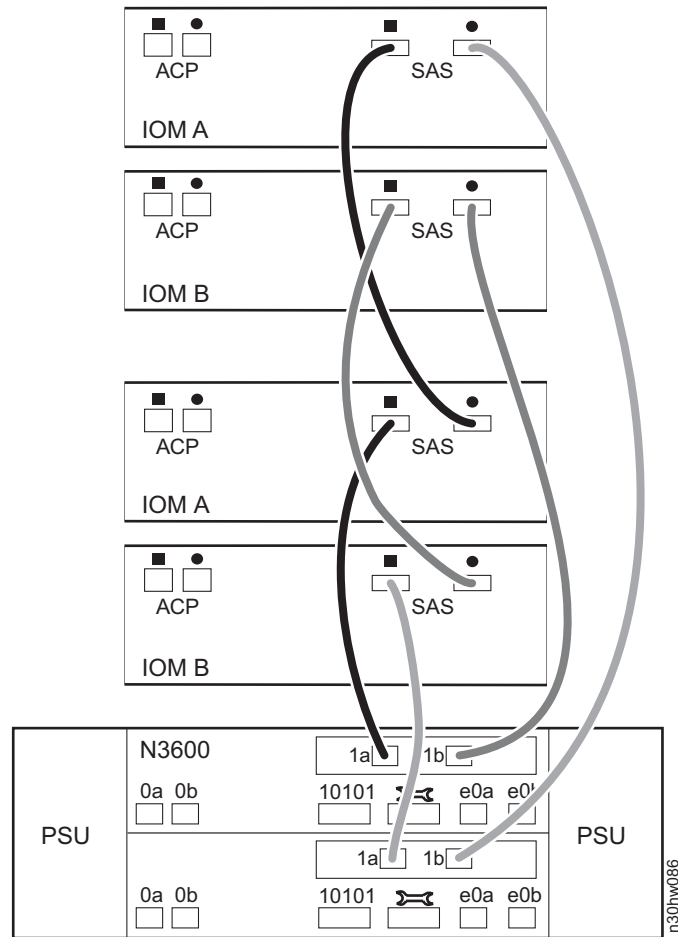 ACP SAS
IOM A
ACP SAS
IOM B
ACP SAS
IOM A
ACP SAS
IOM B
N3600 1a 1b
0a 0b 10101 e0a e0b
PSU PSU
1a 1b
0a 0b 10101 e0a e0b
n30hw086